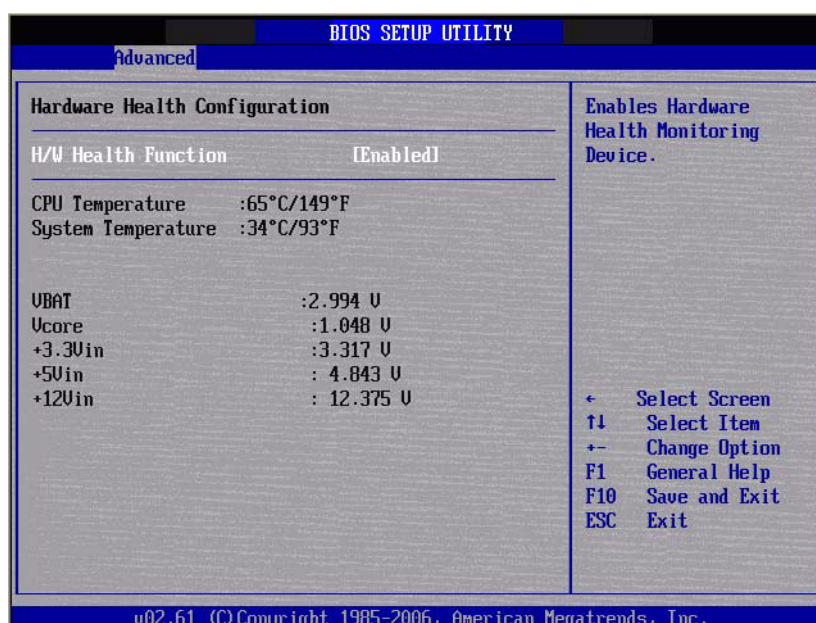 BIOS SETUP UTILITY
Advanced
Hardware Health Configuration
H/W Health Function [Enabled]
CPU Temperature :65°C/149°F
System Temperature :34°C/93°F
VBAT :2.994 V
Vcore :1.048 V
+3.3Vin :3.317 V
+5Vin : 4.843 V
+12Vin : 12.375 V
Enables Hardware
Health Monitoring
Device.
← Select Screen
↑↓ Select Item
+- Change Option
F1 General Help
F10 Save and Exit
ESC Exit
v02.61 (C)Copyright 1985-2006, American Megatrends, Inc.